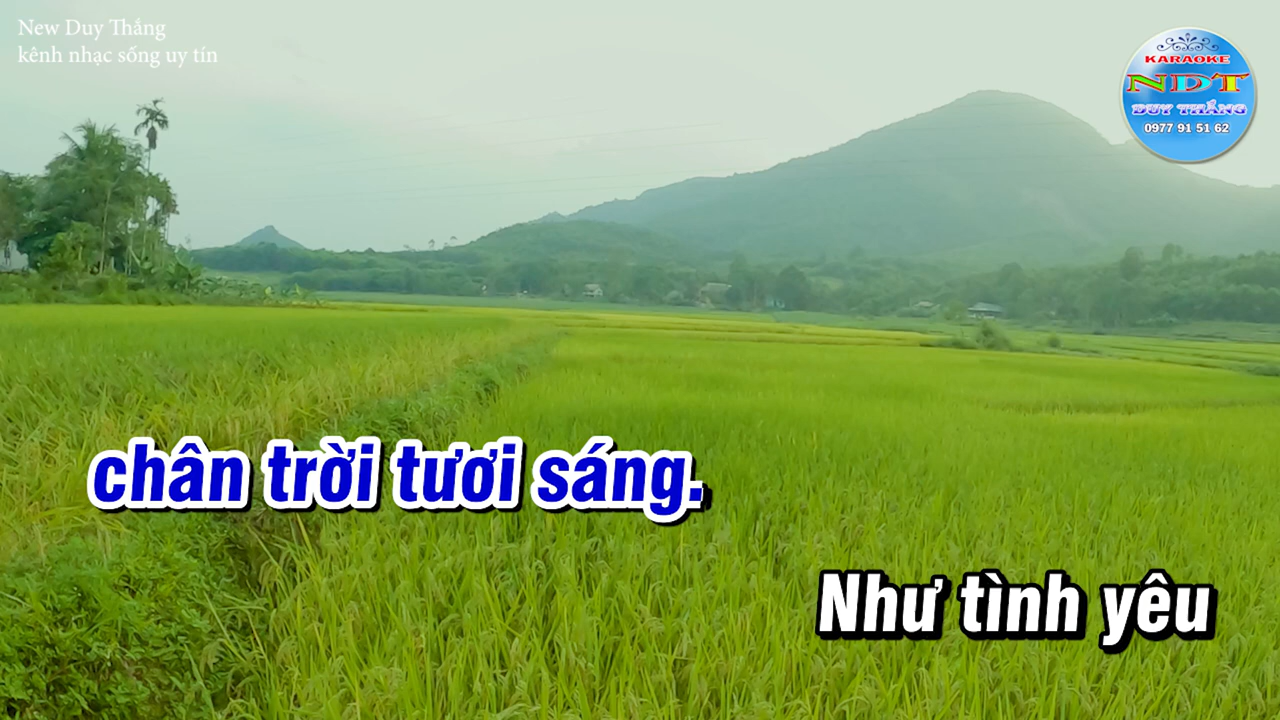 New Duy Thắng
kênh nhạc sống uy tín
KARAOKE
NDT
DUY THẮNG
0977 91 51 62
chân trời tươi sáng.
Như tình yêu